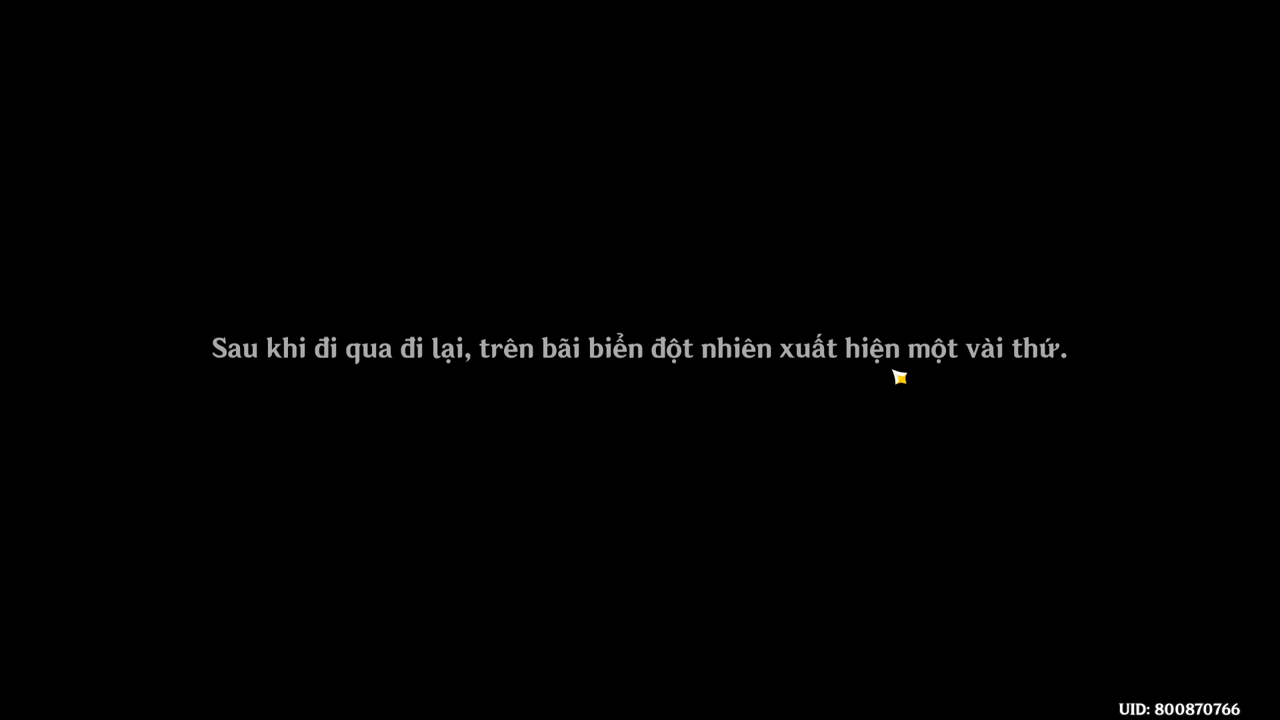 Sau khi đi qua đi lại, trên bãi biển đột nhiên xuất hiện một vài thứ.
UID: 800870766